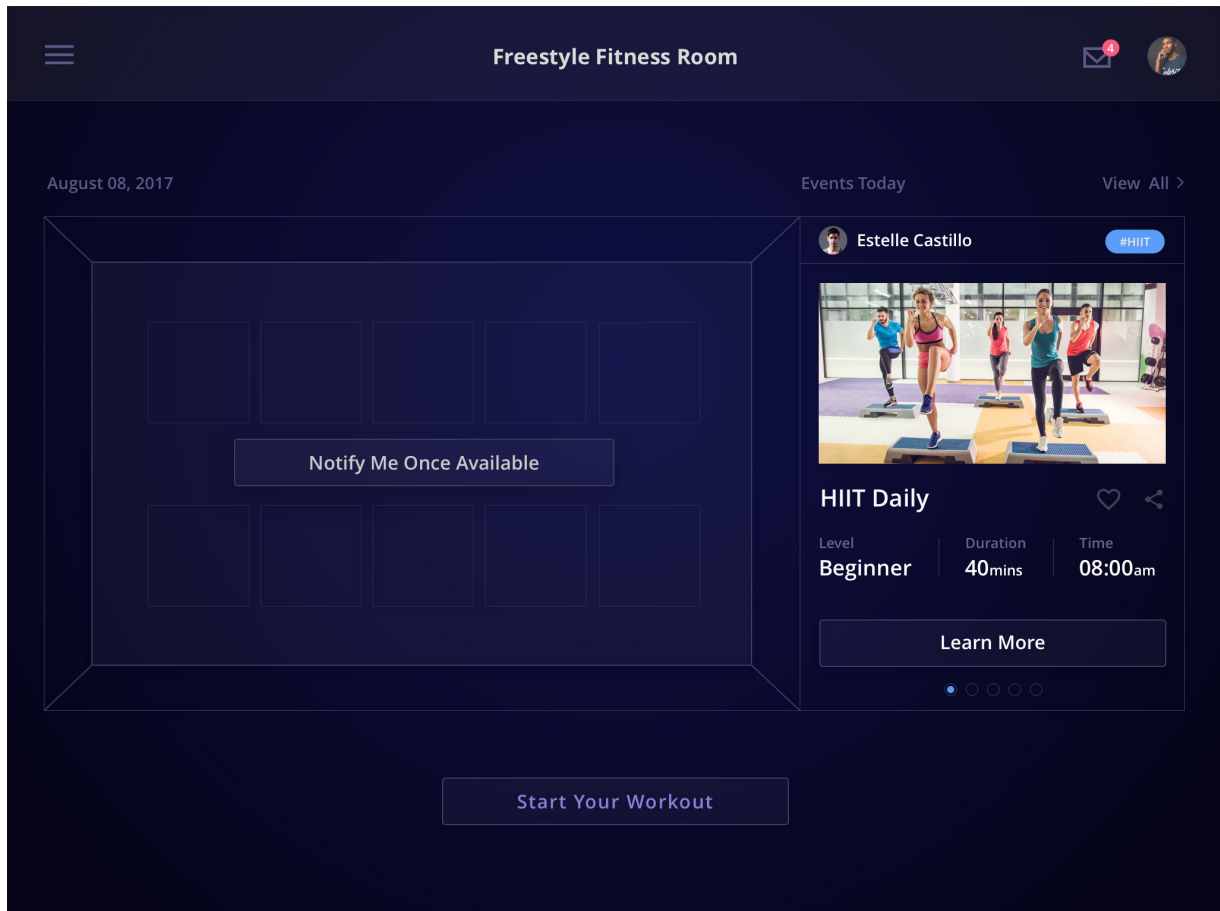 Freestyle Fitness Room
4
August 08, 2017
Events Today
View All >
Estelle Castillo
#HIIT
Notify Me Once Available
HIIT Daily
Level
Duration
Time
Beginner
40mins
08:00am
Learn More
Start Your Workout